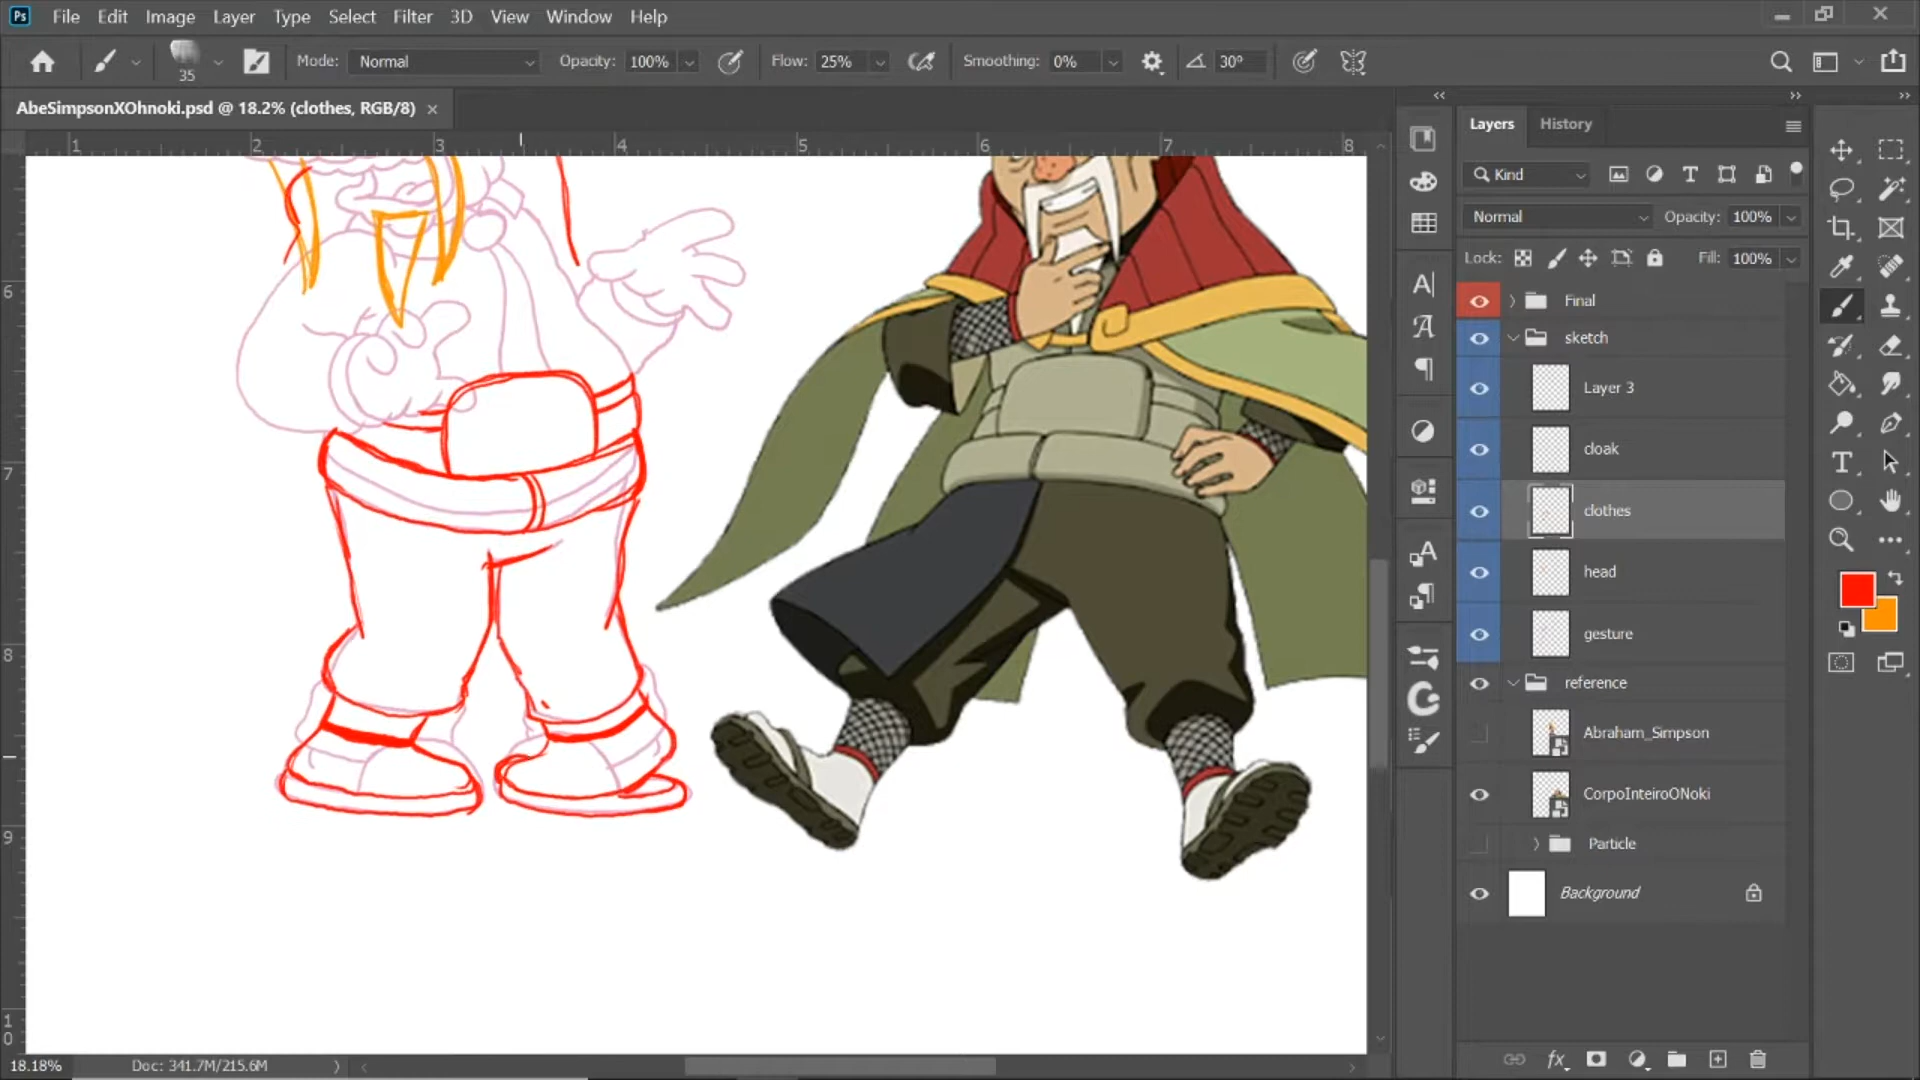 Ps File Edit Image Layer Type Select Filter 3D View Window Help
35 Mode: Normal Opacity: 100% Flow: 25% Smoothing: 0% 30°
AbeSimpsonXOhnoki.psd @ 18.2% (clothes, RGB/8) ×
1 2 3 4 5 6 7 8
6
7
8
9
1
0
Layers History
Kind
Normal Opacity: 100%
Lock: Fill: 100%
Final
sketch
Layer 3
cloak
clothes
head
gesture
reference
Abraham_Simpson
CorpoInteiroONoki
Particle
Background
18.18% Doc: 341.7M/215.6M